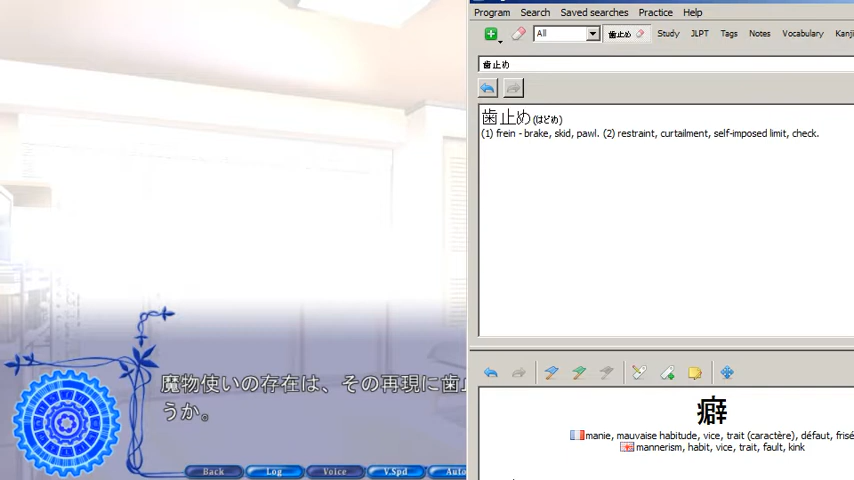 Program Search Saved searches Practice Help
All 歯止め Study JLPT Tags Notes Vocabulary Kanji
歯止め
歯止め(はどめ)
(1) frein - brake, skid, pawl. (2) restraint, curtailment, self-imposed limit, check.
魔物使いの存在は、その再現に歯止
うか。
Back Log Voice V.Spd Auto
癖
manie, mauvaise habitude, vice, trait (caractère), défaut, frisé
mannerism, habit, vice, trait, fault, kink